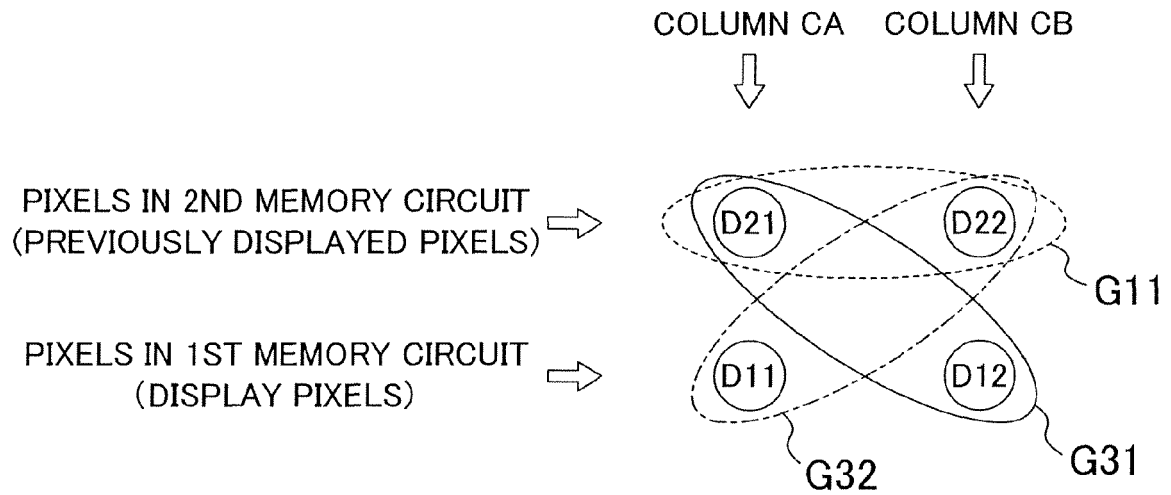 COLUMN CA COLUMN CB
PIXELS IN 2ND MEMORY CIRCUIT
(PREVIOUSLY DISPLAYED PIXELS)
D21 D22
G11
PIXELS IN 1ST MEMORY CIRCUIT
(DISPLAY PIXELS)
D11 D12
G32 G31